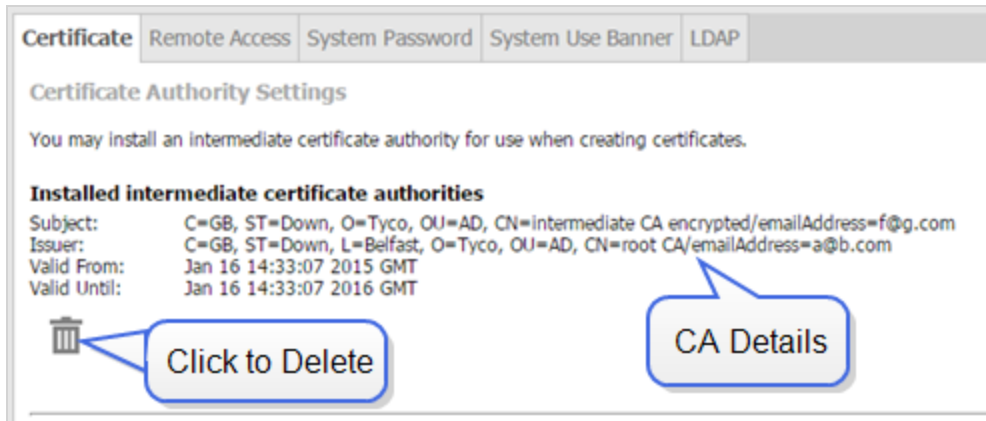 Certificate Remote Access System Password System Use Banner LDAP
Certificate Authority Settings
You may install an intermediate certificate authority for use when creating certificates.
Installed intermediate certificate authorities
Subject: C=GB, ST=Down, O=Tyco, OU=AD, CN=intermediate CA encrypted/emailAddress=f@g.com
Issuer: C=GB, ST=Down, L=Belfast, O=Tyco, OU=AD, CN=root CA/emailAddress=a@b.com
Valid From: Jan 16 14:33:07 2015 GMT
Valid Until: Jan 16 14:33:07 2016 GMT
Click to Delete
CA Details